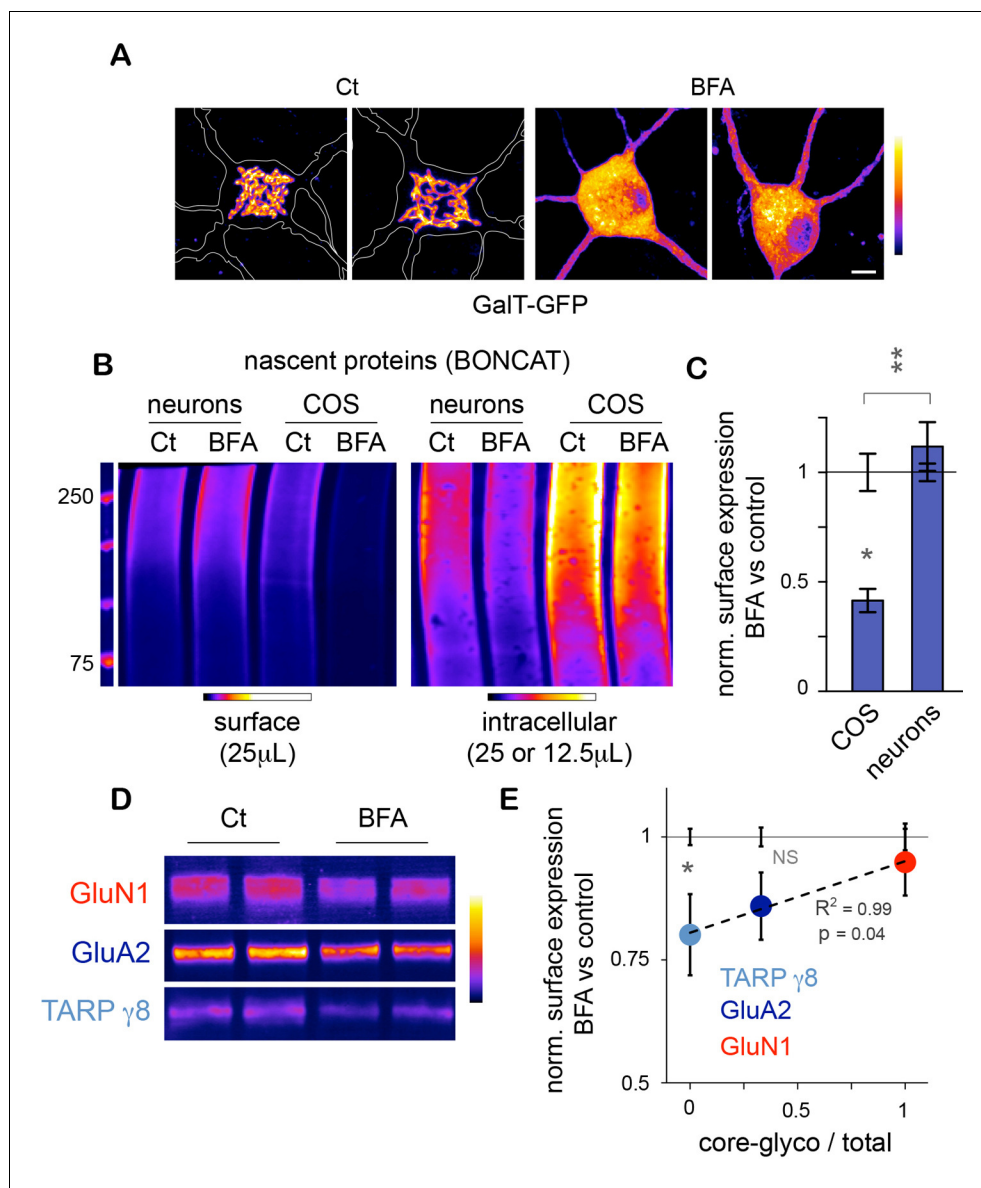 A
Ct
BFA
GalT-GFP
B
nascent proteins (BONCAT)
neurons
COS
neurons
COS
Ct
BFA
Ct
BFA
Ct
BFA
Ct
BFA
250
75
surface
(25μL)
intracellular
(25 or 12.5μL)
C
**
norm. surface expression
BFA vs control
1
0.5
0
*
COS
neurons
D
Ct
BFA
GluN1
GluA2
TARP γ8
E
norm. surface expression
BFA vs control
1
0.75
0.5
*
NS
R² = 0.99
p = 0.04
TARP γ8
GluA2
GluN1
0
0.5
1
core-glyco / total